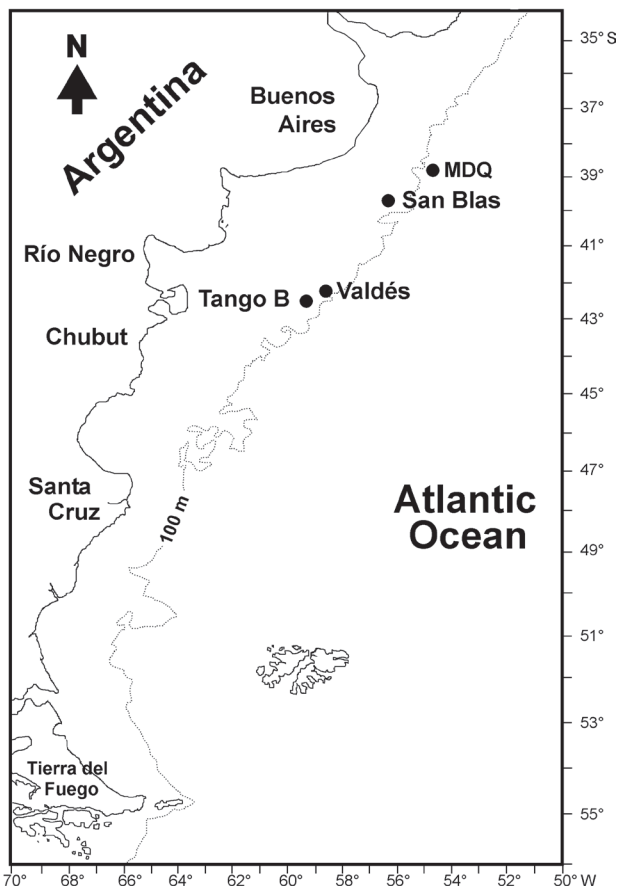 N
Argentina
Buenos
Aires
MDQ
San Blas
Río Negro
Tango B
Valdés
Chubut
Santa
Cruz
100 m
Atlantic
Ocean
Tierra del
Fuego
35° S
37°
39°
41°
43°
45°
47°
49°
51°
53°
55°
70° 68° 66° 64° 62 60° 58° 56° 54° 52° 50° W